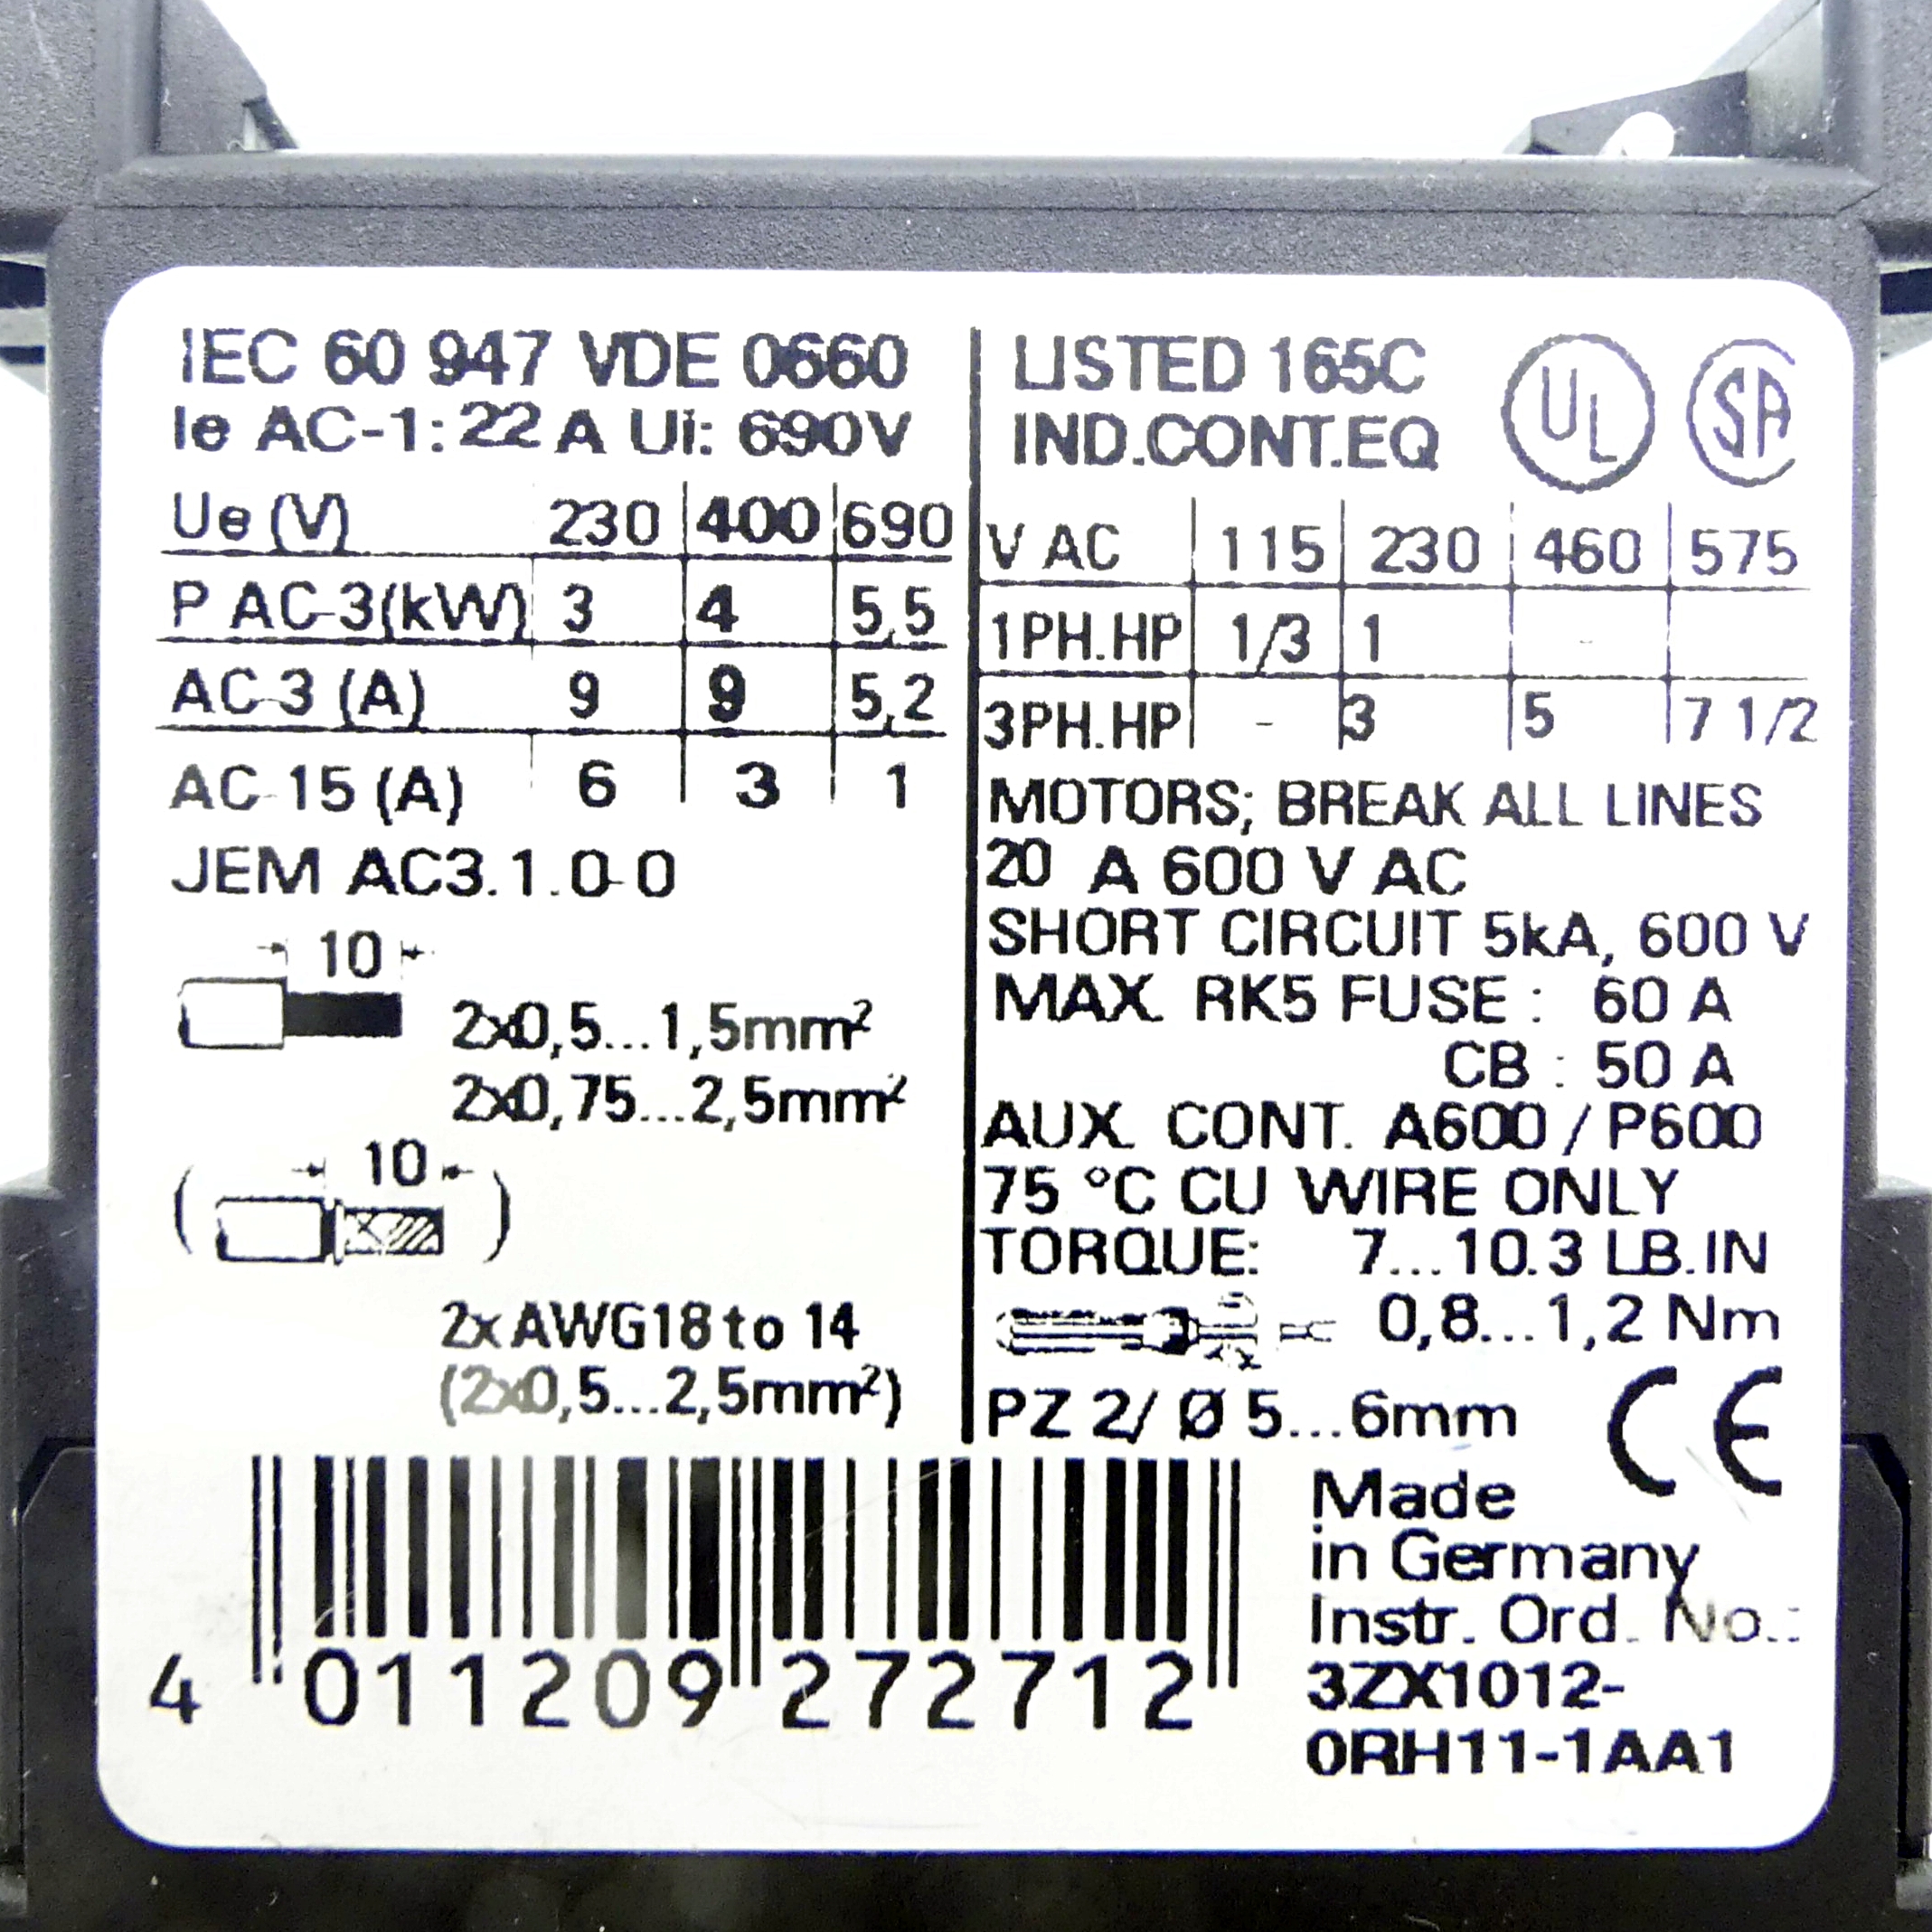 IEC 60 947 VDE 0660
Ie AC-1: 22 A Ui: 690V
Ue (V) 230 400 690
P AC-3(kW) 3 4 5,5
AC-3 (A) 9 9 5,2
AC-15 (A) 6 3 1
JEM AC3.1.0-0
10
2x0,5...1,5mm²
2x0,75...2,5mm²
( 10 )
2x AWG18 to 14
(2x0,5...2,5mm²)
LISTED 165C
IND.CONT.EQ
UL SA
V AC 115 230 460 575
1PH.HP 1/3 1 -
3PH.HP - 3 5 7 1/2
MOTORS; BREAK ALL LINES
20 A 600 V AC
SHORT CIRCUIT 5kA, 600 V
MAX. RK5 FUSE : 60 A
CB : 50 A
AUX. CONT. A600 / P600
75 °C CU WIRE ONLY
TORQUE: 7...10.3 LB.IN
0,8...1,2 Nm
PZ 2/ Ø 5...6mm
CE
Made
in Germany
Instr. Ord. No.:
3ZX1012-
0RH11-1AA1
4 011209 272712